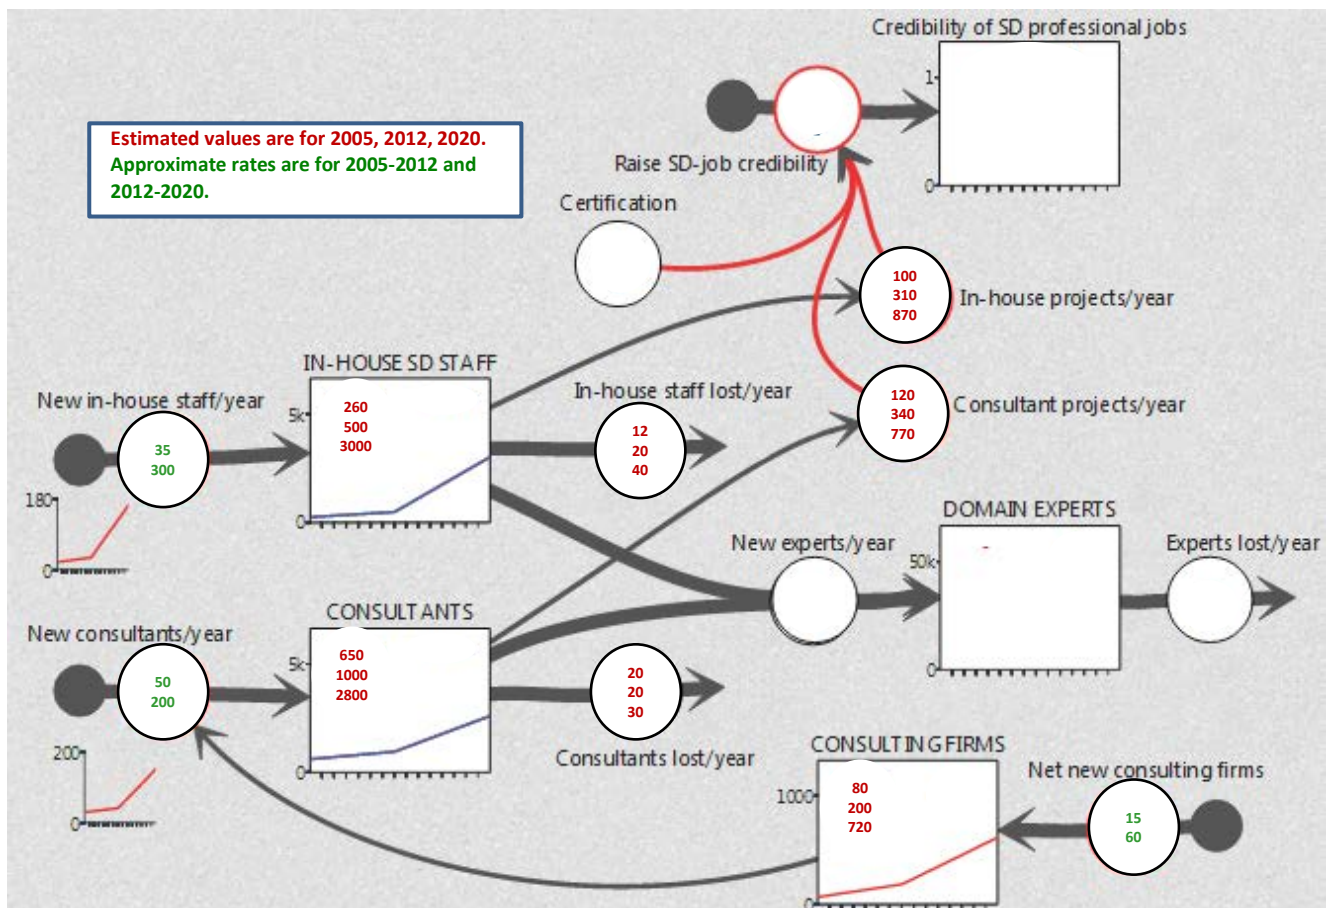 Credibility of SD professional jobs
1
0
Estimated values are for 2005, 2012, 2020.
Approximate rates are for 2005-2012 and
2012-2020.
Raise SD-job credibility
Certification
100
310
870
In-house projects/year
IN-HOUSE SD STAFF
5k
0
260
500
3000
New in-house staff/year
35
300
180
0
In-house staff lost/year
12
20
40
120
340
770
Consultant projects/year
DOMAIN EXPERTS
50k
0
New experts/year
Experts lost/year
CONSULTANTS
5k
0
650
1000
2800
New consultants/year
50
200
200
0
20
20
30
Consultants lost/year
CONSULTING FIRMS
1000
0
80
200
720
Net new consulting firms
15
60